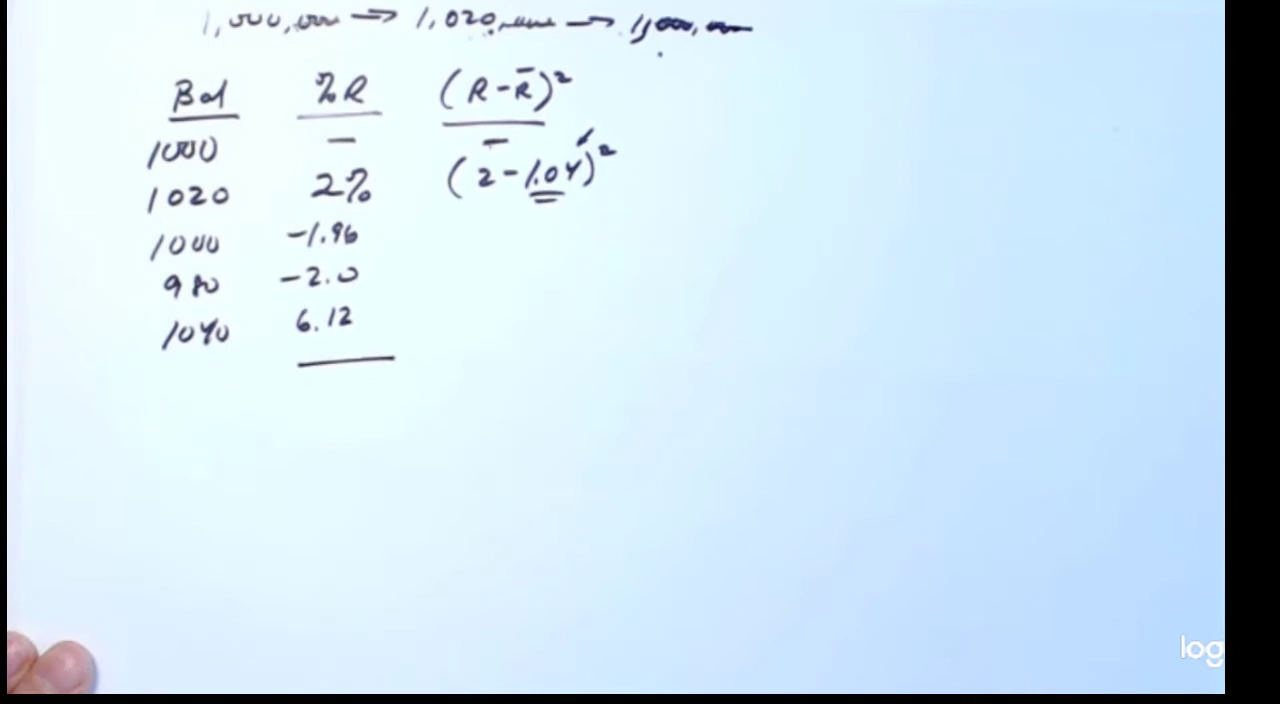 1,000,000 → 1,020,000 → 1,000,000
Bal %R (R-R̄)²
1000 – –
1020 2% (2-1.04)²
1000 -1.96
980 -2.0
1040 6.12
log